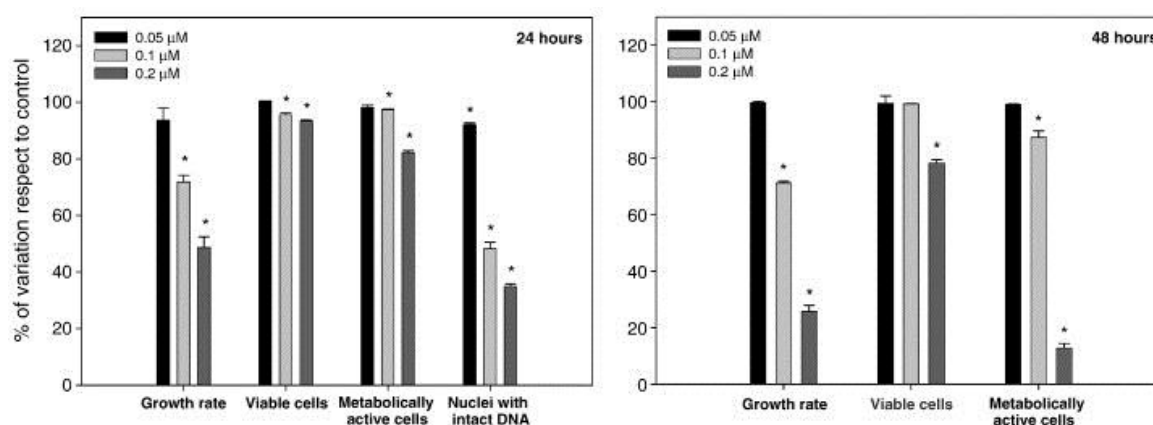 % of variation respect to control
120
100
80
60
40
20
0
0.05 µM
0.1 µM
0.2 µM
24 hours
*
*
*
*
*
*
*
*
*
Growth rate
Viable cells
Metabolically
active cells
Nuclei with
intact DNA
120
100
80
60
40
20
0
0.05 µM
0.1 µM
0.2 µM
48 hours
*
*
*
*
*
Growth rate
Viable cells
Metabolically
active cells